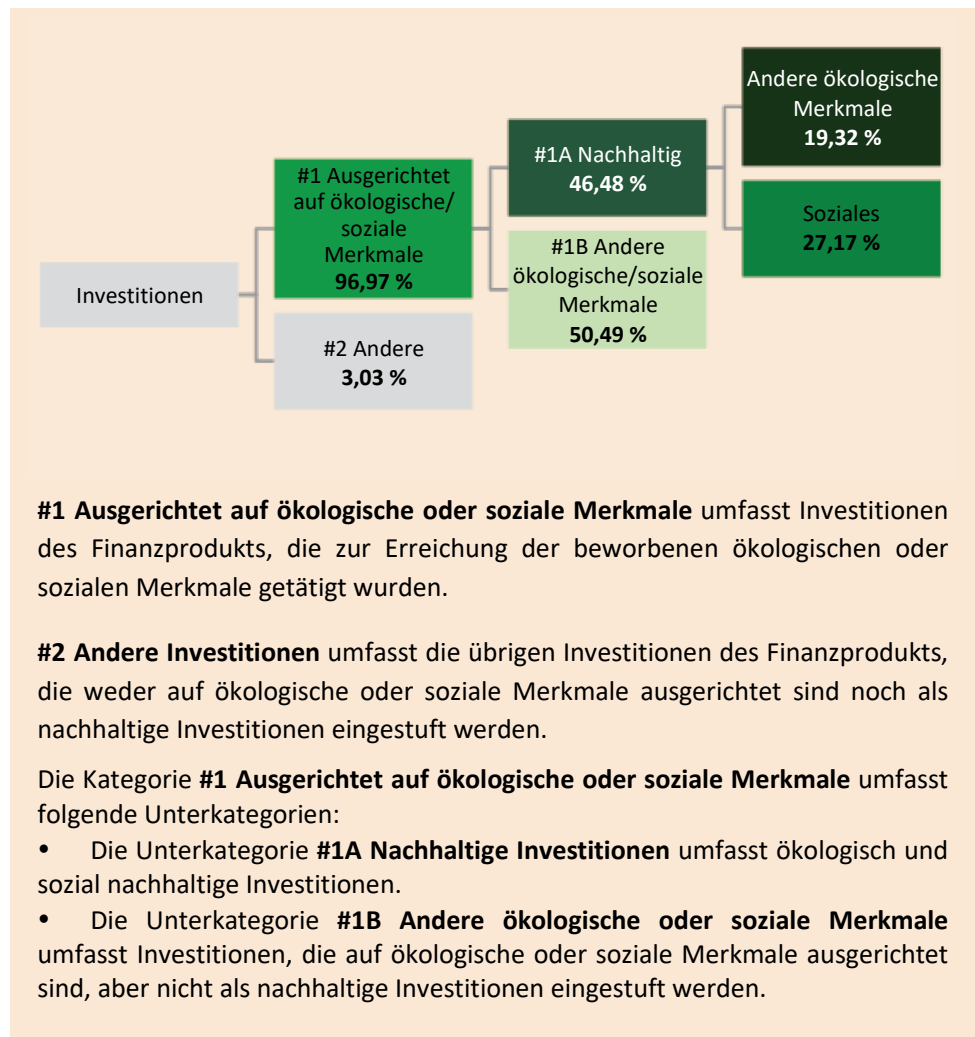 Investitionen
#1 Ausgerichtet
auf ökologische/
soziale
Merkmale
96,97 %
#2 Andere
3,03 %
#1A Nachhaltig
46,48 %
#1B Andere
ökologische/soziale
Merkmale
50,49 %
Andere ökologische
Merkmale
19,32 %
Soziales
27,17 %
#1 Ausgerichtet auf ökologische oder soziale Merkmale umfasst Investitionen
des Finanzprodukts, die zur Erreichung der beworbenen ökologischen oder
sozialen Merkmale getätigt wurden.
#2 Andere Investitionen umfasst die übrigen Investitionen des Finanzprodukts,
die weder auf ökologische oder soziale Merkmale ausgerichtet sind noch als
nachhaltige Investitionen eingestuft werden.
Die Kategorie #1 Ausgerichtet auf ökologische oder soziale Merkmale umfasst
folgende Unterkategorien:
• Die Unterkategorie #1A Nachhaltige Investitionen umfasst ökologisch und
sozial nachhaltige Investitionen.
• Die Unterkategorie #1B Andere ökologische oder soziale Merkmale
umfasst Investitionen, die auf ökologische oder soziale Merkmale ausgerichtet
sind, aber nicht als nachhaltige Investitionen eingestuft werden.